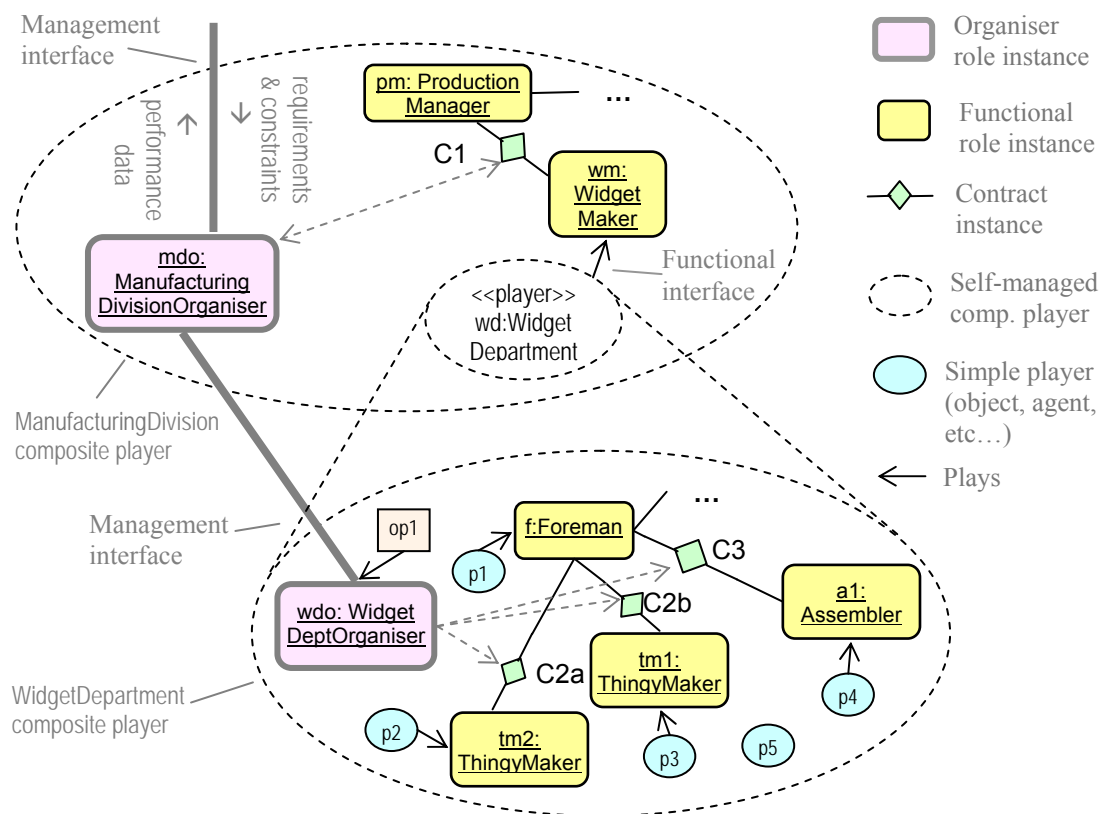 Management
interface
performance
data
requirements
& constraints
pm: Production
Manager
...
C1
wm:
Widget
Maker
mdo:
Manufacturing
DivisionOrganiser
Functional
interface
<<player>>
wd:Widget
Department
ManufacturingDivision
composite player
Organiser
role instance
Functional
role instance
Contract
instance
Self-managed
comp. player
Simple player
(object, agent,
etc…)
Plays
Management
interface
op1
p1
f:Foreman
...
C3
a1:
Assembler
wdo: Widget
DeptOrganiser
C2b
C2a
tm1:
ThingyMaker
p4
WidgetDepartment
composite player
p2
tm2:
ThingyMaker
p3
p5